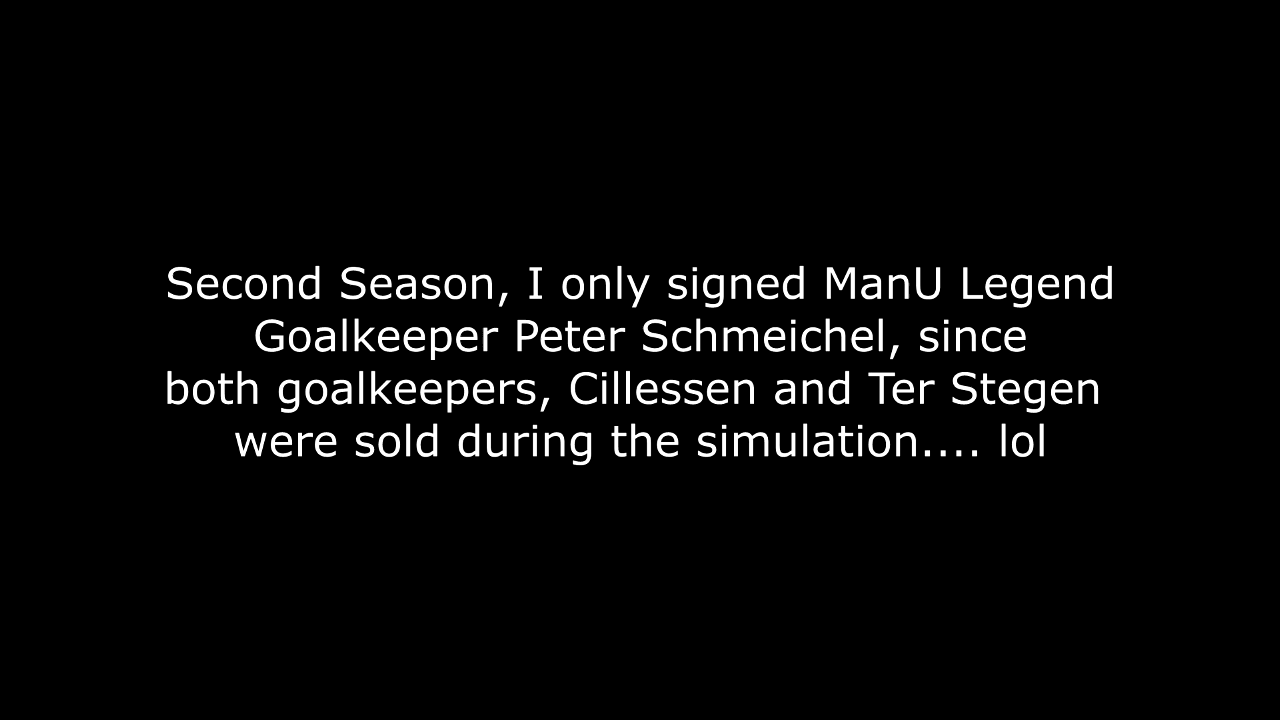 Second Season, I only signed ManU Legend
Goalkeeper Peter Schmeichel, since
both goalkeepers, Cillessen and Ter Stegen
were sold during the simulation.... lol